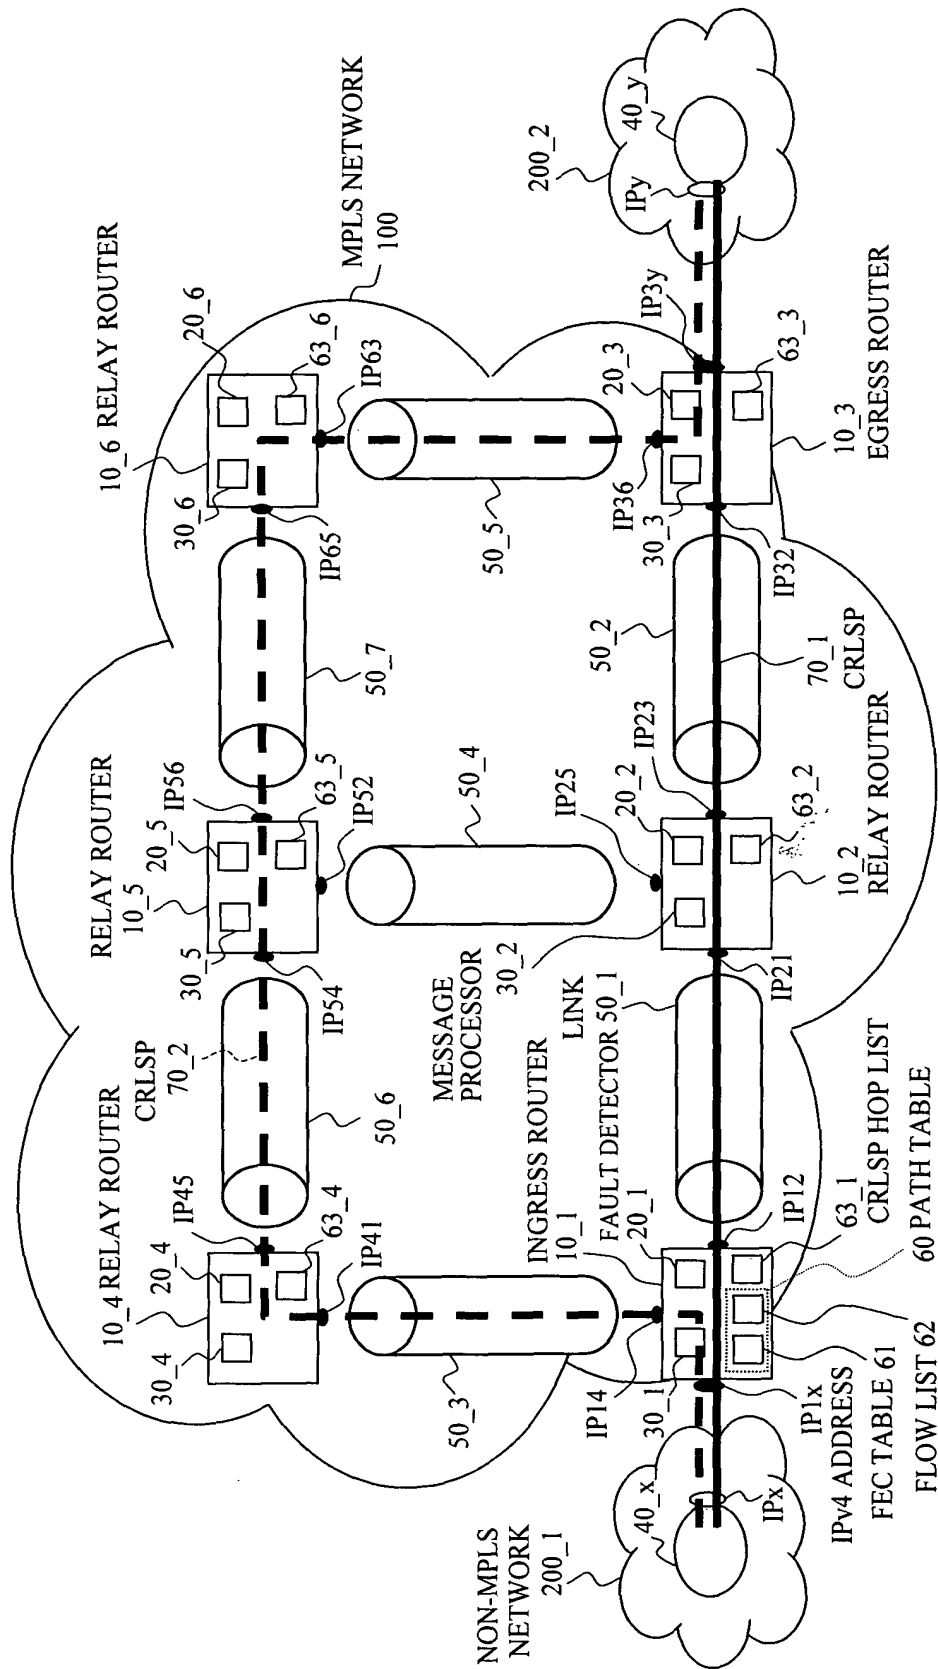 MPLS NETWORK
100
10_6 RELAY ROUTER
20_6
63_6
30_6
IP63
IP65
50_5
50_7
200_2
40_y
IPy
IP3y
20_3
63_3
IP36
30_3
10_3
EGRESS ROUTER
IP32
50_2
70_1
CRLSP
RELAY ROUTER
10_5
20_5
IP56
63_5
IP52
30_5
IP54
50_4
IP25
IP23
20_2
63_2
10_2
RELAY ROUTER
MESSAGE
PROCESSOR
30_2
IP21
LINK
50_1
CRLSP
70_2
50_6
10_4 RELAY ROUTER
20_4
IP45
63_4
30_4
IP41
50_3
INGRESS ROUTER
10_1
FAULT DETECTOR
20_1
IP12
63_1
CRLSP HOP LIST
60 PATH TABLE
IP14
30_1
IP1x
IPv4 ADDRESS
FEC TABLE 61
FLOW LIST 62
NON-MPLS
NETWORK
200_1
40_x
IPx